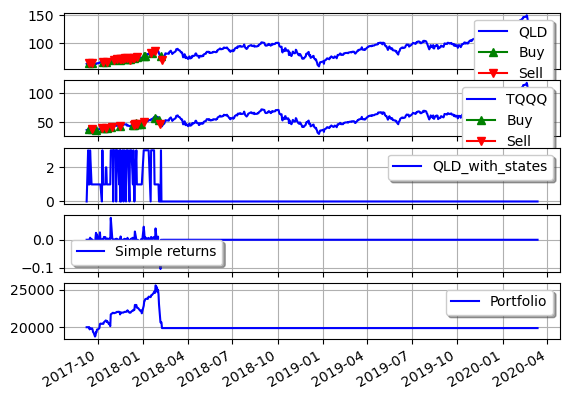 150
100
QLD
Buy
Sell
100
50
TQQQ
Buy
Sell
2
0
QLD_with_states
0.0
-0.1
Simple returns
25000
20000
Portfolio
2017-10
2018-01
2018-04
2018-07
2018-10
2019-01
2019-04
2019-07
2019-10
2020-01
2020-04